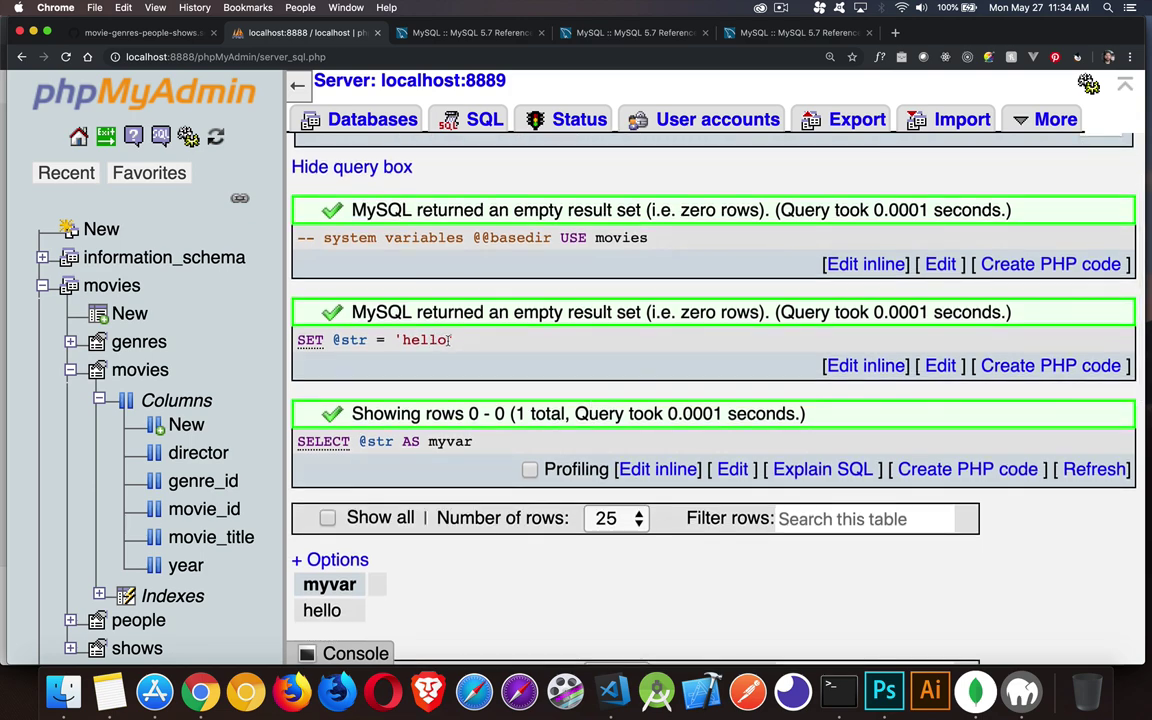 Chrome File Edit View History Bookmarks People Window Help 100% Mon May 27 11:34 AM
movie-genres-people-shows.s × localhost:8888 / localhost | ph × MySQL :: MySQL 5.7 Referenc × MySQL :: MySQL 5.7 Referenc × MySQL :: MySQL 5.7 Referenc × +
localhost:8888/phpMyAdmin/server_sql.php
phpMyAdmin
Recent Favorites
New
information_schema
movies
New
genres
movies
Columns
New
director
genre_id
movie_id
movie_title
year
Indexes
people
shows
Server: localhost:8889
Databases SQL Status User accounts Export Import More
Hide query box
MySQL returned an empty result set (i.e. zero rows). (Query took 0.0001 seconds.)
-- system variables @@basedir USE movies
[Edit inline] [ Edit ] [ Create PHP code ]
MySQL returned an empty result set (i.e. zero rows). (Query took 0.0001 seconds.)
SET @str = 'hello'
[Edit inline] [ Edit ] [ Create PHP code ]
Showing rows 0 - 0 (1 total, Query took 0.0001 seconds.)
SELECT @str AS myvar
Profiling [Edit inline] [ Edit ] [ Explain SQL ] [ Create PHP code ] [ Refresh]
Show all | Number of rows: 25 Filter rows: Search this table
+ Options
myvar
hello
Console
Ps Ai